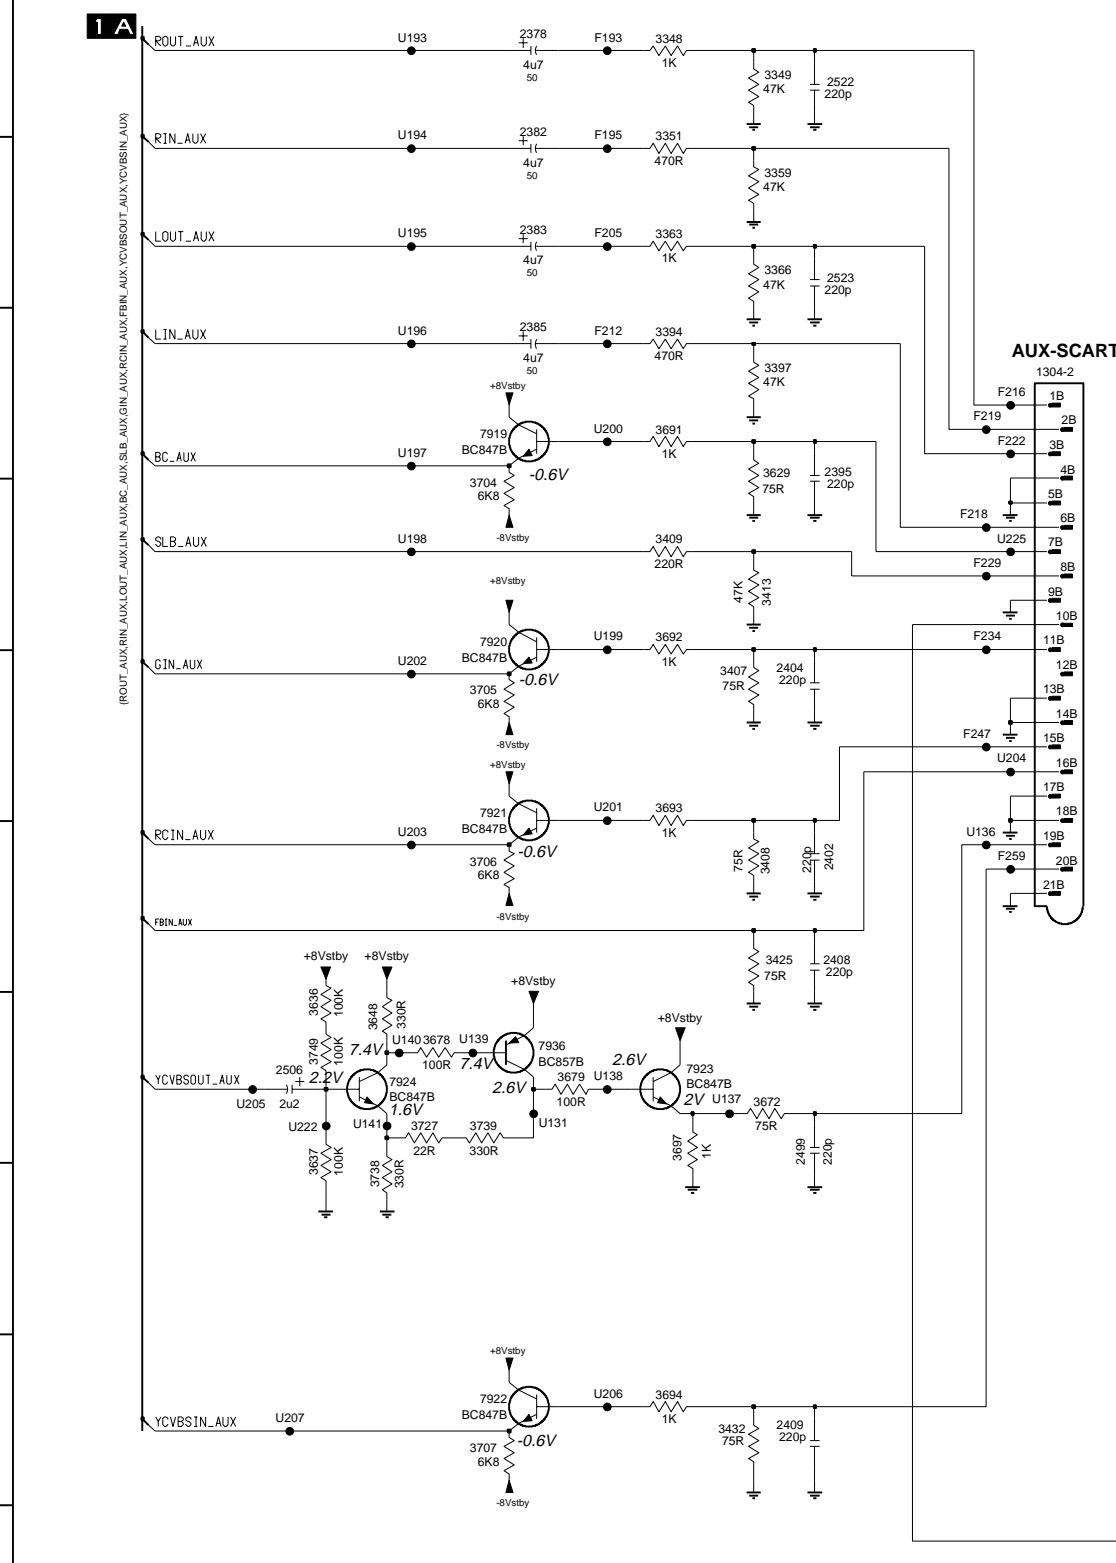 1 A
(ROUT_AUX,RIN_AUX,LOUT_AUX,LIN_AUX,BC_AUX,SLB_AUX,GIN_AUX,RCIN_AUX,FBIN_AUX,YCVBSOUT_AUX,YCVBSIN_AUX)
ROUT_AUX U193 2378 + 4u7 50 F193 3348 1K
3349 47K 2522 220p
RIN_AUX U194 2382 + 4u7 50 F195 3351 470R
3359 47K
LOUT_AUX U195 2383 + 4u7 50 F205 3363 1K
3366 47K 2523 220p
LIN_AUX U196 2385 + 4u7 50 F212 3394 470R
3397 47K
AUX-SCART
1304-2
F216 1B
F219 2B
F222 3B
4B
5B
F218 6B
U225 7B
F229 8B
9B
10B
F234 11B
12B
13B
14B
F247 15B
U204 16B
17B
18B
U136 19B
F259 20B
21B
+8Vstby
7919 BC847B U200 3691 1K
BC_AUX U197 -0.6V
3704 6K8 3629 75R 2395 220p
-8Vstby
SLB_AUX U198 3409 220R
47K 3413
+8Vstby
7920 BC847B U199 3692 1K
GIN_AUX U202 -0.6V
3705 6K8 3407 75R 2404 220p
-8Vstby
+8Vstby
7921 BC847B U201 3693 1K
RCIN_AUX U203 -0.6V
3706 6K8 75R 3408 220p 2402
-8Vstby
FBIN_AUX
3425 75R 2408 220p
+8Vstby +8Vstby
+8Vstby
+8Vstby
3636 100K 3648 330R
3749 100K 7.4V U140 3678 100R U139 7.4V 7936 BC857B
YCVBSOUT_AUX U205 2506 + 2u2 2.2V 7924 BC847B 1.6V
2.6V 3679 100R U138 2.6V 7923 BC847B 2V U137 3672 75R
U222 U141 3727 22R 3739 330R U131
3637 100K 3738 330R 3697 1K 2499 220p
+8Vstby
7922 BC847B U206 3694 1K
YCVBSIN_AUX U207 -0.6V
3707 6K8 3432 75R 2409 220p
-8Vstby